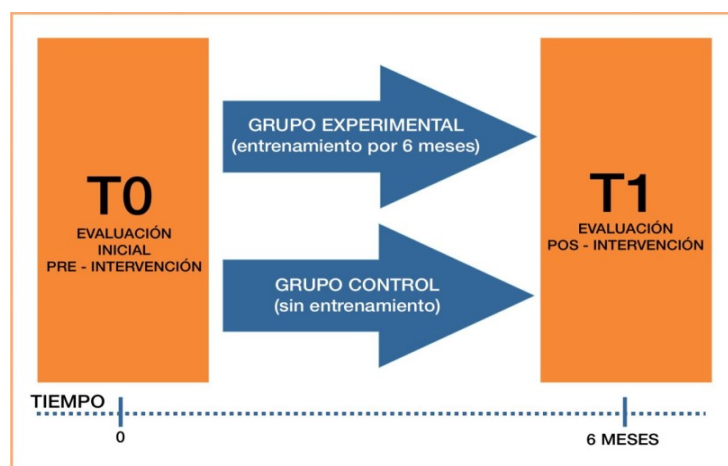 T0
EVALUACIÓN
INICIAL
PRE - INTERVENCIÓN
GRUPO EXPERIMENTAL
(entrenamiento por 6 meses)
GRUPO CONTROL
(sin entrenamiento)
T1
EVALUACIÓN
POS - INTERVENCIÓN
TIEMPO
0
6 MESES